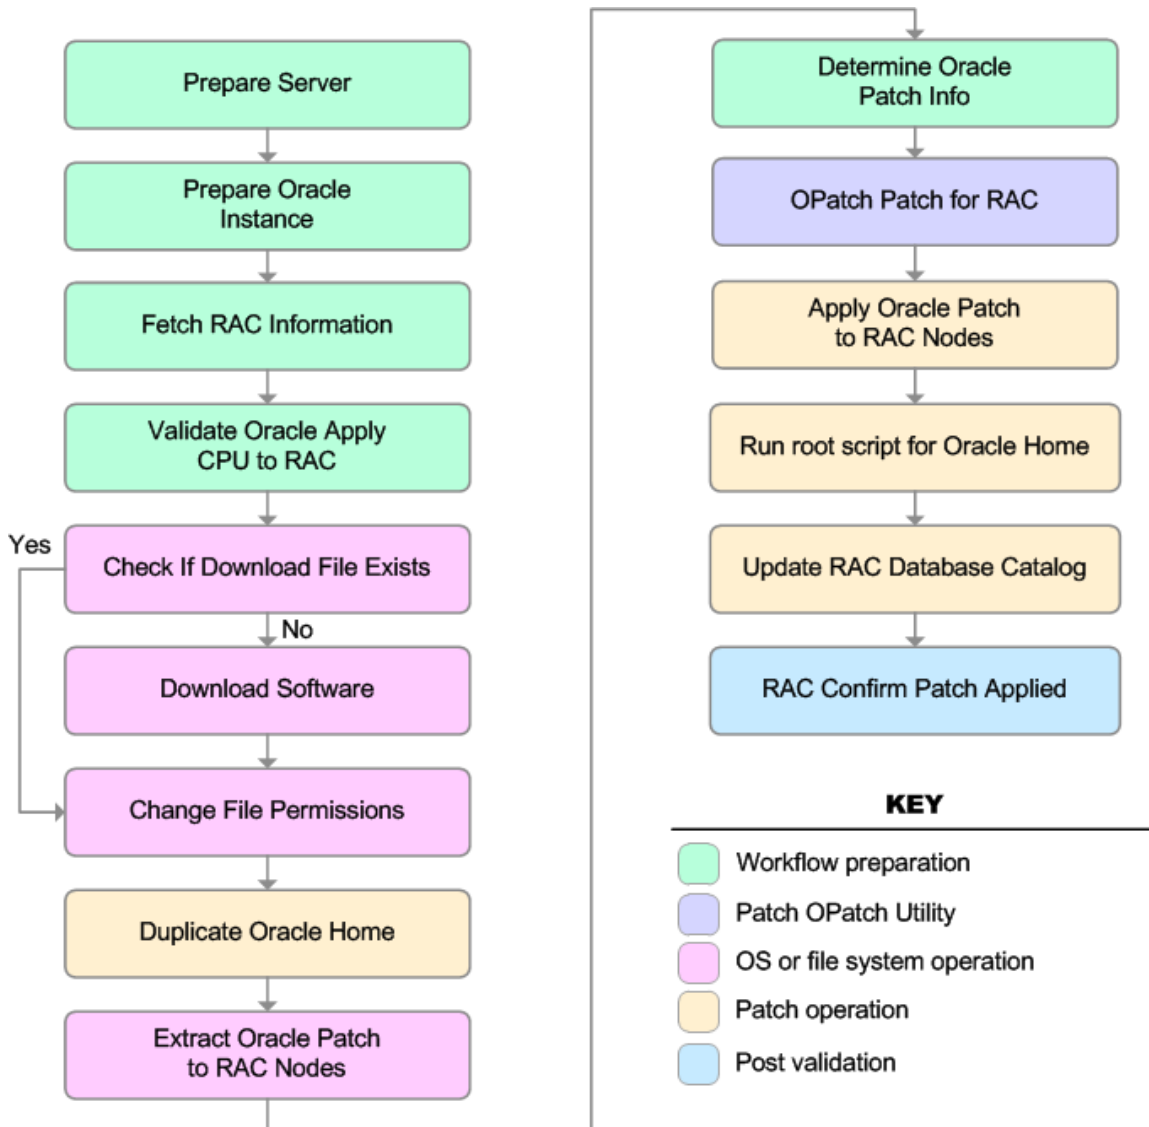 Prepare Server
Prepare Oracle
Instance
Fetch RAC Information
Validate Oracle Apply
CPU to RAC
Yes
Check If Download File Exists
No
Download Software
Change File Permissions
Duplicate Oracle Home
Extract Oracle Patch
to RAC Nodes
Determine Oracle
Patch Info
OPatch Patch for RAC
Apply Oracle Patch
to RAC Nodes
Run root script for Oracle Home
Update RAC Database Catalog
RAC Confirm Patch Applied
KEY
Workflow preparation
Patch OPatch Utility
OS or file system operation
Patch operation
Post validation